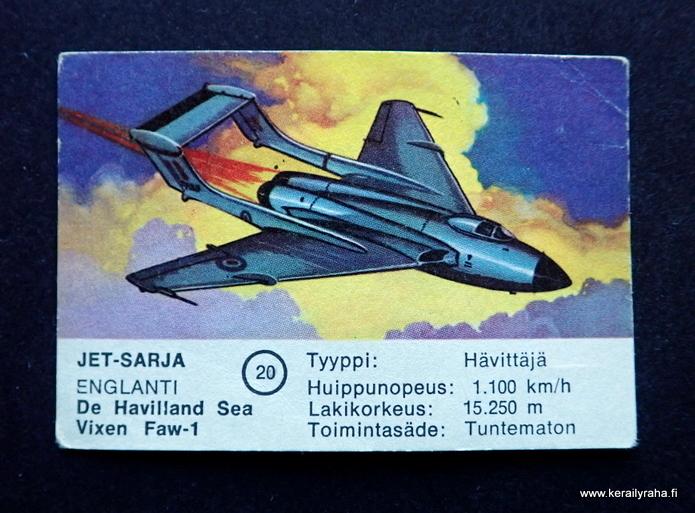 JET-SARJA
ENGLANTI
De Havilland Sea
Vixen Faw-1
20
Tyyppi: Hävittäjä
Huippunopeus: 1.100 km/h
Lakikorkeus: 15.250 m
Toimintasäde: Tuntematon
www.kerailyraha.fi